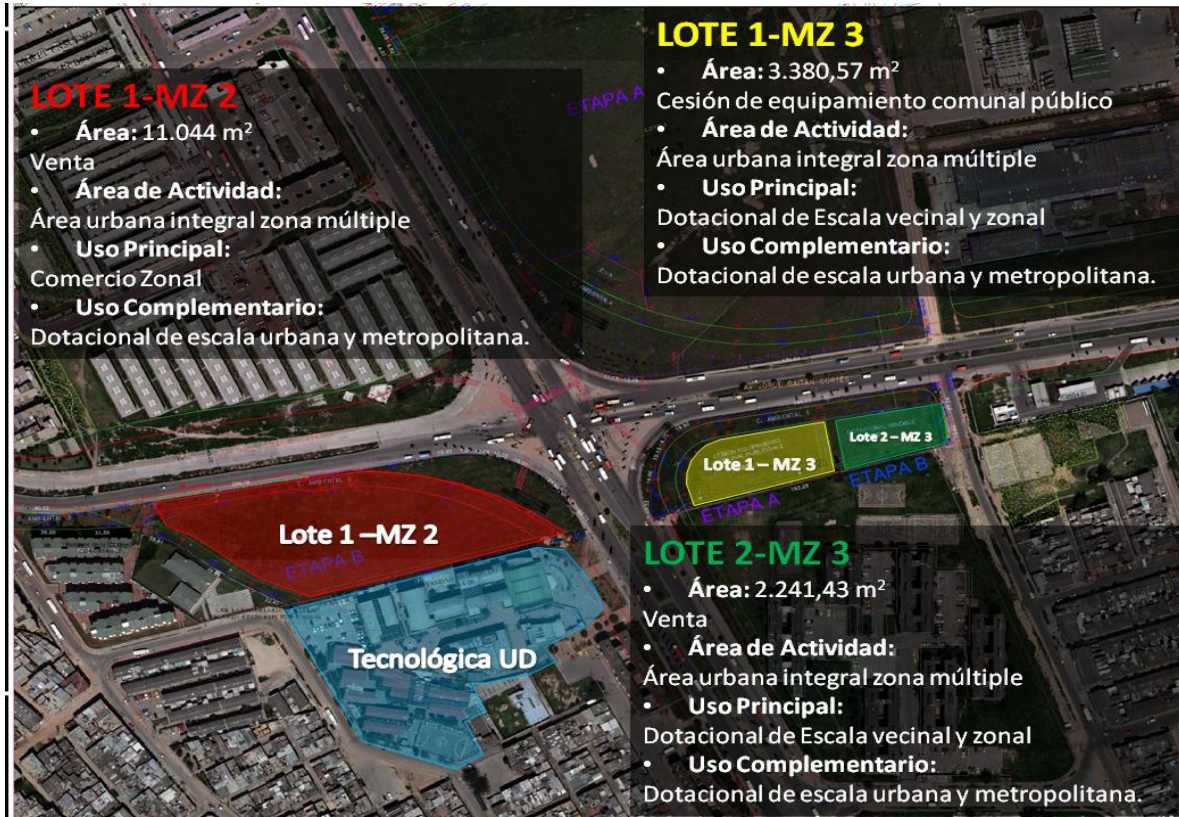 LOTE 1-MZ 2
• Área: 11.044 m²
Venta
• Área de Actividad:
Área urbana integral zona múltiple
• Uso Principal:
Comercio Zonal
• Uso Complementario:
Dotacional de escala urbana y metropolitana.
LOTE 1-MZ 3
• Área: 3.380,57 m²
Cesión de equipamiento comunal público
• Área de Actividad:
Área urbana integral zona múltiple
• Uso Principal:
Dotacional de Escala vecinal y zonal
• Uso Complementario:
Dotacional de escala urbana y metropolitana.
ETAPA A
AV JORGE GAITAN CORTÉS
C. AMBIENTAL 3
Lote 1 – MZ 3
Lote 2 – MZ 3
ETAPA A
ETAPA B
Lote 1 –MZ 2
ETAPA B
Tecnológica UD
LOTE 2-MZ 3
• Área: 2.241,43 m²
Venta
• Área de Actividad:
Área urbana integral zona múltiple
• Uso Principal:
Dotacional de Escala vecinal y zonal
• Uso Complementario:
Dotacional de escala urbana y metropolitana.